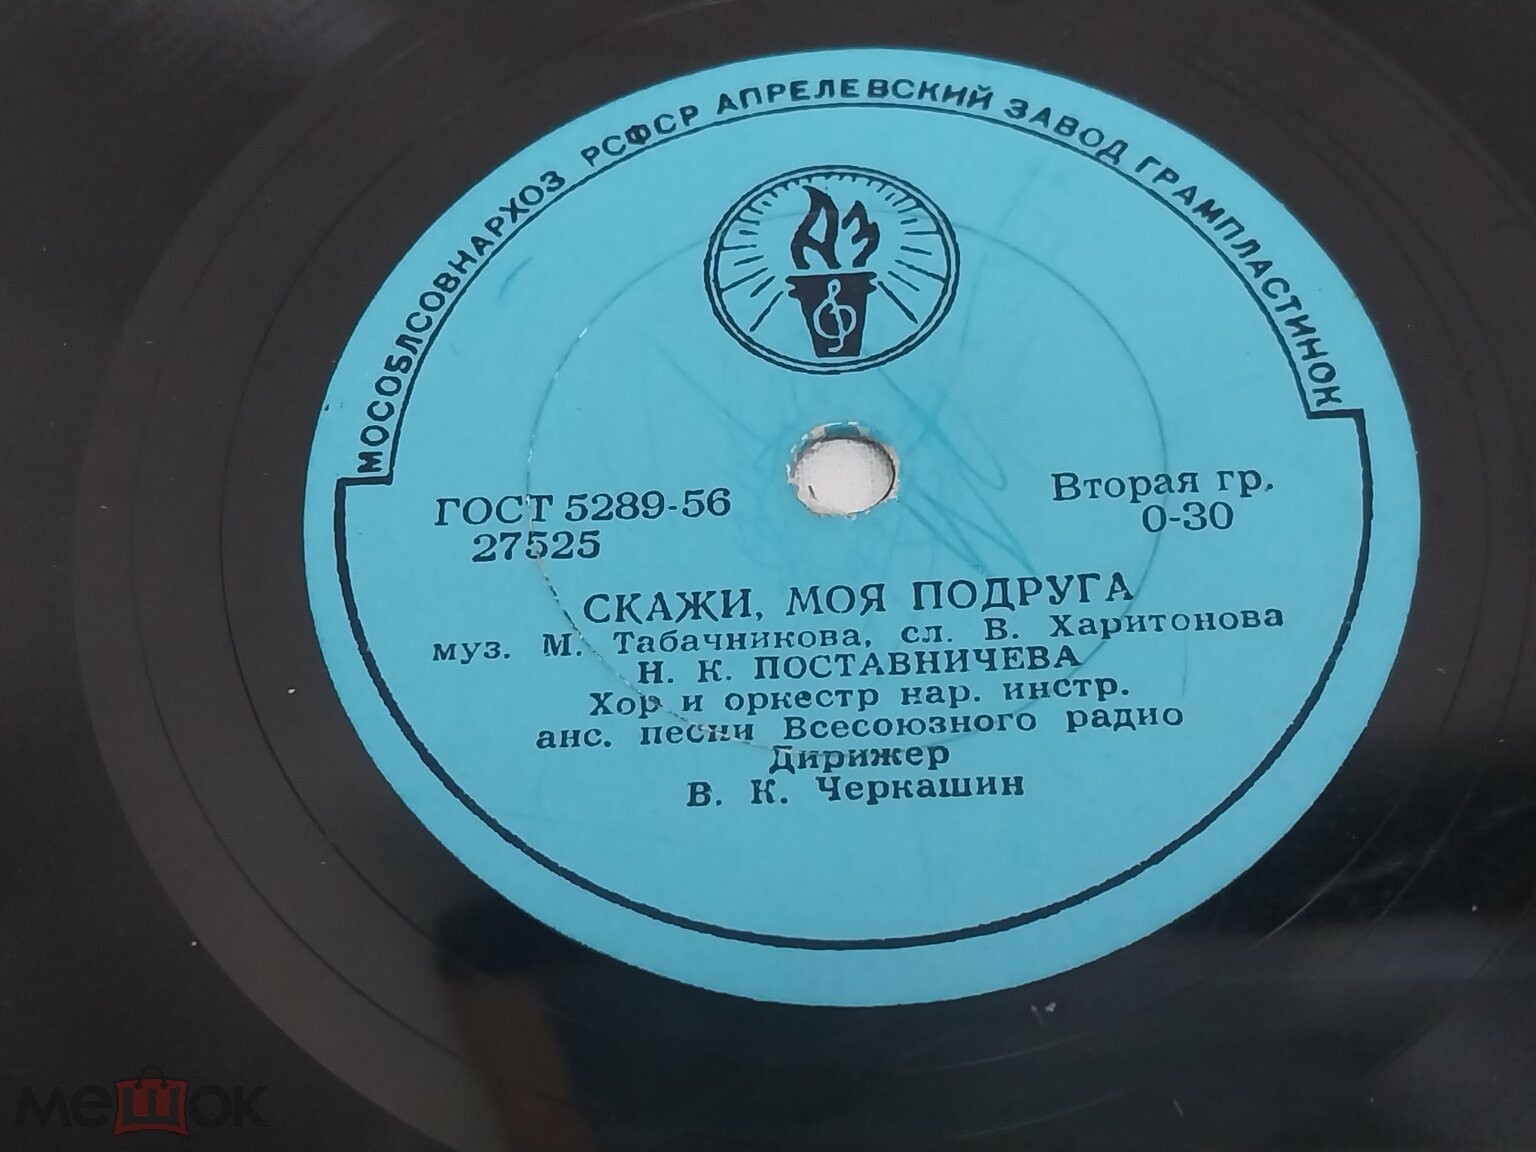 МОСОБЛСОВНАРХОЗ РСФСР АПРЕЛЕВСКИЙ ЗАВОД ГРАМПЛАСТИНОК
АЗ
ГОСТ 5289-56
27525
Вторая гр.
0-30
СКАЖИ, МОЯ ПОДРУГА
муз. М. Табачникова, сл. В. Харитонова
Н. К. ПОСТАВНИЧЕВА
Хор и оркестр нар. инстр.
анс. песни Всесоюзного радио
Дирижер
В. К. Черкашин
мешок